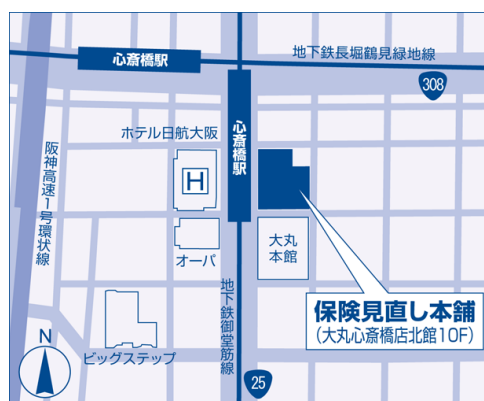 心斎橋駅
地下鉄長堀鶴見緑地線
308
ホテル日航大阪
心斎橋駅
H
阪神高速1号環状線
オーパ
大丸
本館
保険見直し本舗
(大丸心斎橋店北館10F)
地下鉄御堂筋線
ビッグステップ
N
25